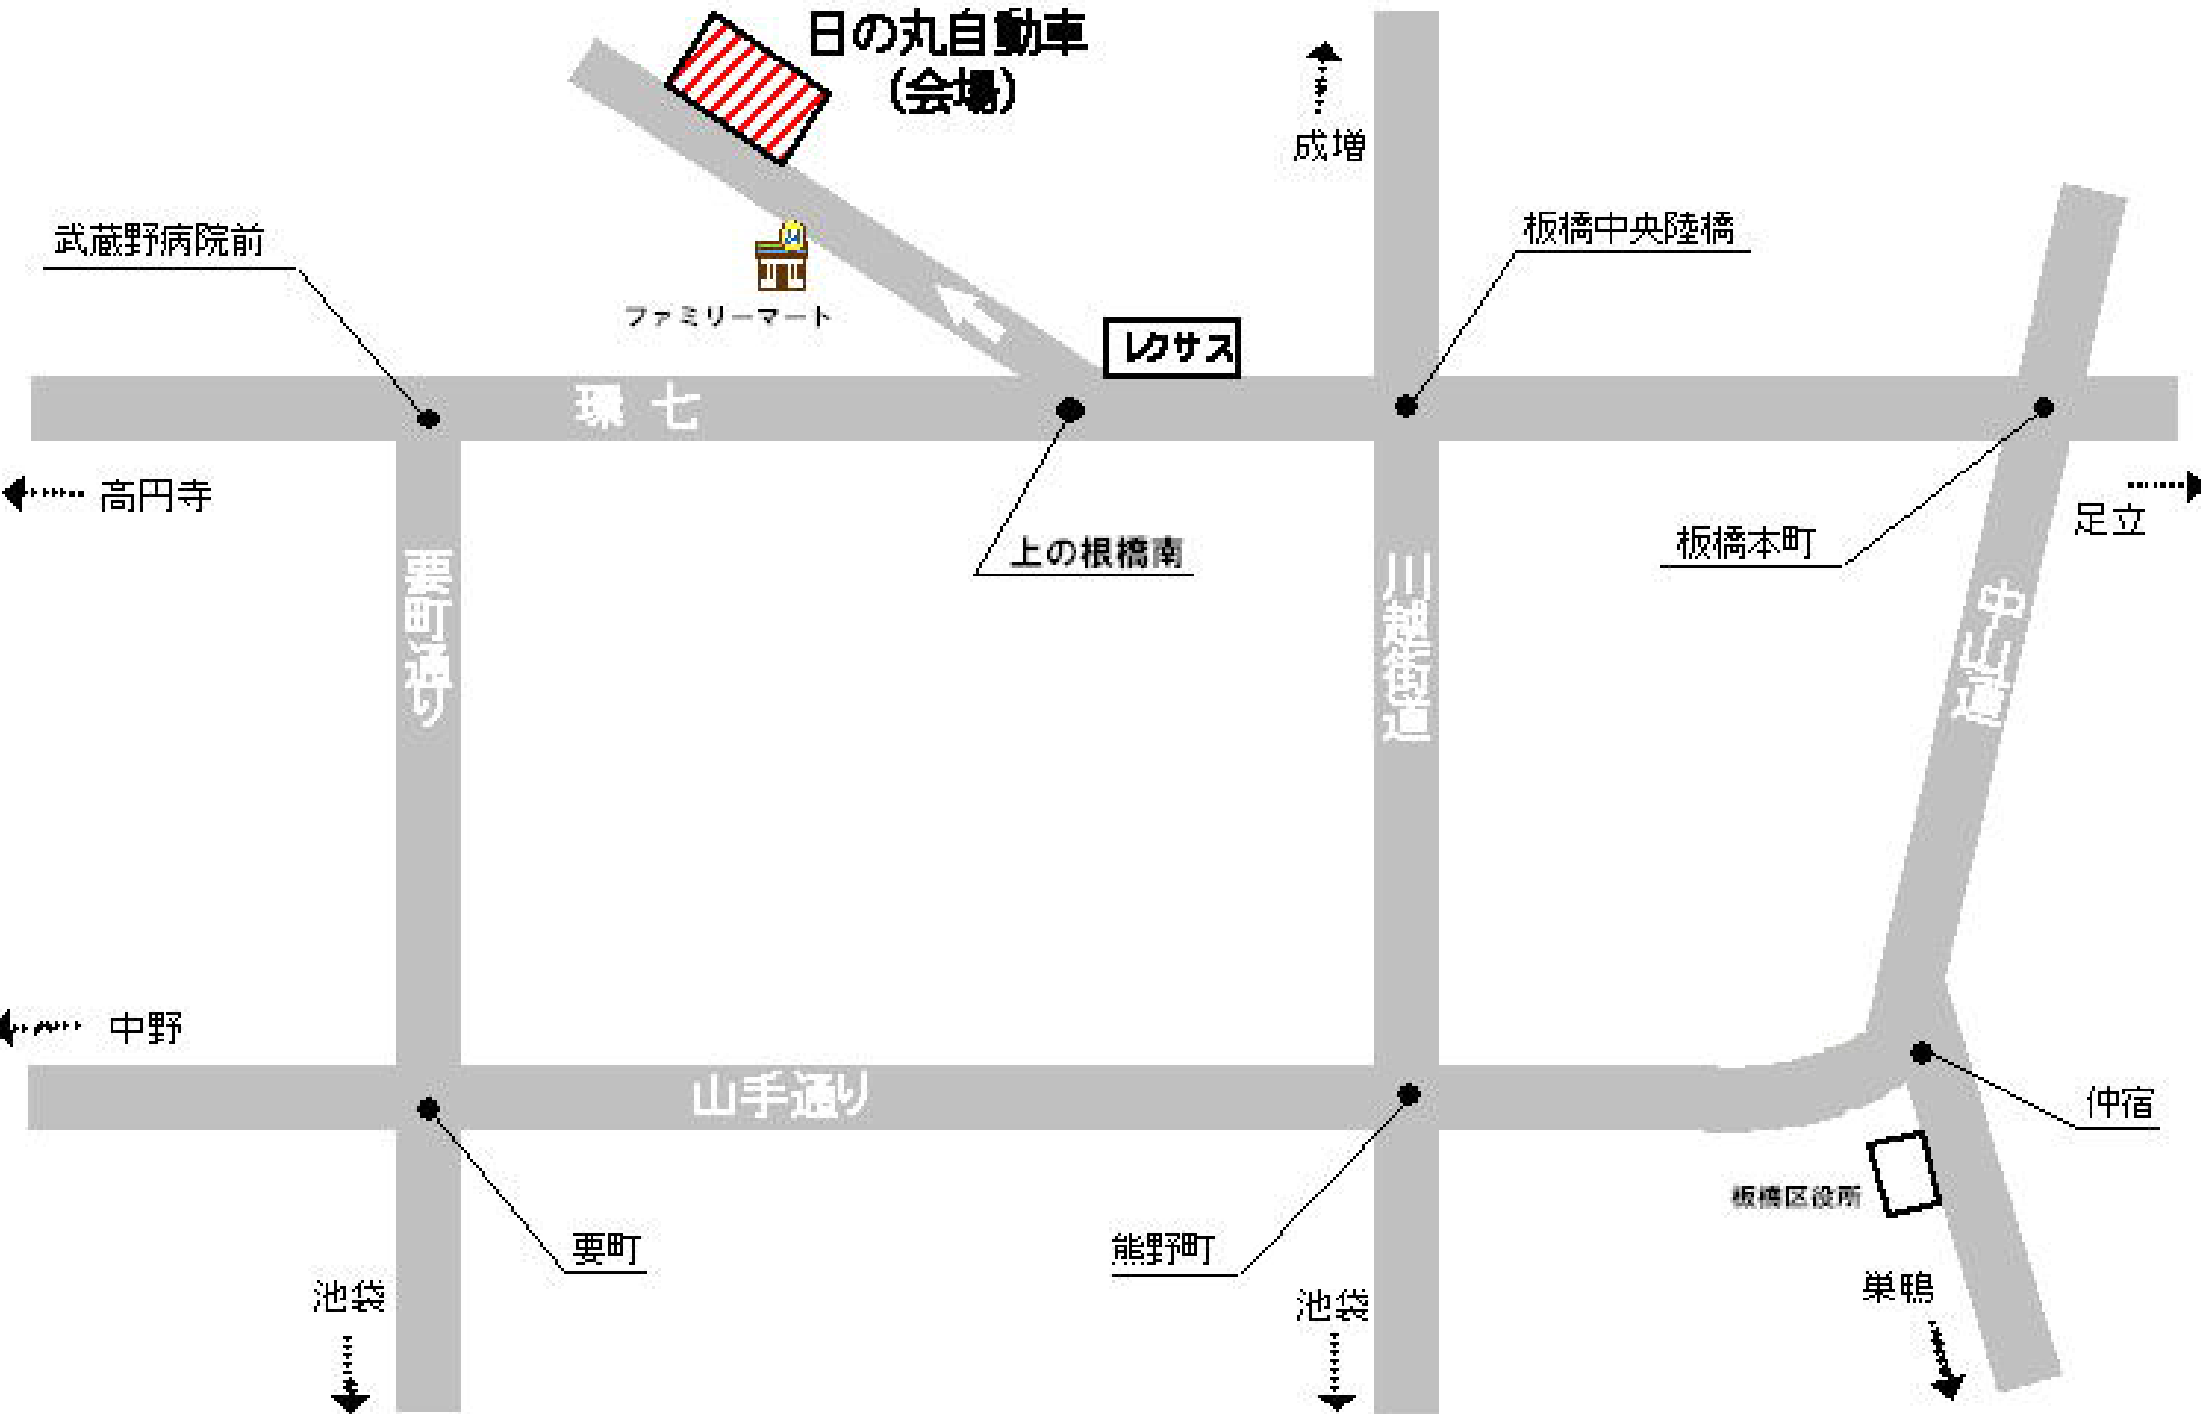 日の丸自動車
(会場)
成増
武蔵野病院前
板橋中央陸橋
ファミリーマート
レクサス
環七
高円寺
足立
上の根橋南
板橋本町
要町通り
川越街道
中山道
中野
山手通り
仲宿
板橋区役所
要町
熊野町
池袋
池袋
巣鴨